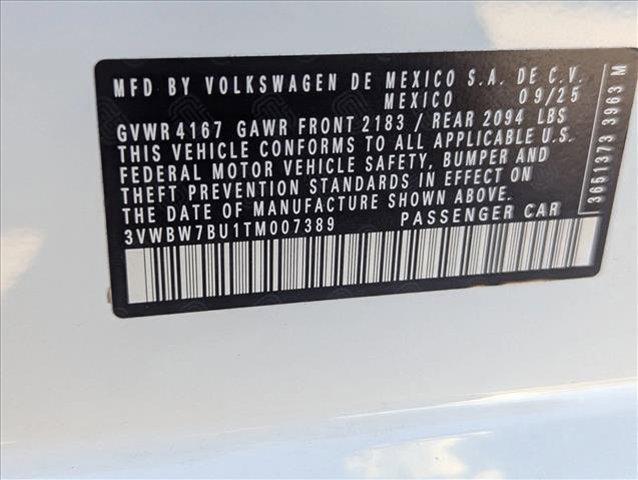 MFD BY VOLKSWAGEN DE MEXICO S.A. DE C.V.
MEXICO 09/25
GVWR 4167 GAWR FRONT 2183 / REAR 2094 LBS
THIS VEHICLE CONFORMS TO ALL APPLICABLE U.S.
FEDERAL MOTOR VEHICLE SAFETY, BUMPER AND
THEFT PREVENTION STANDARDS IN EFFECT ON
THE DATE OF MANUFACTURE SHOWN ABOVE.
3VWBW7BU1TM007389 PASSENGER CAR
3661373 3963 M